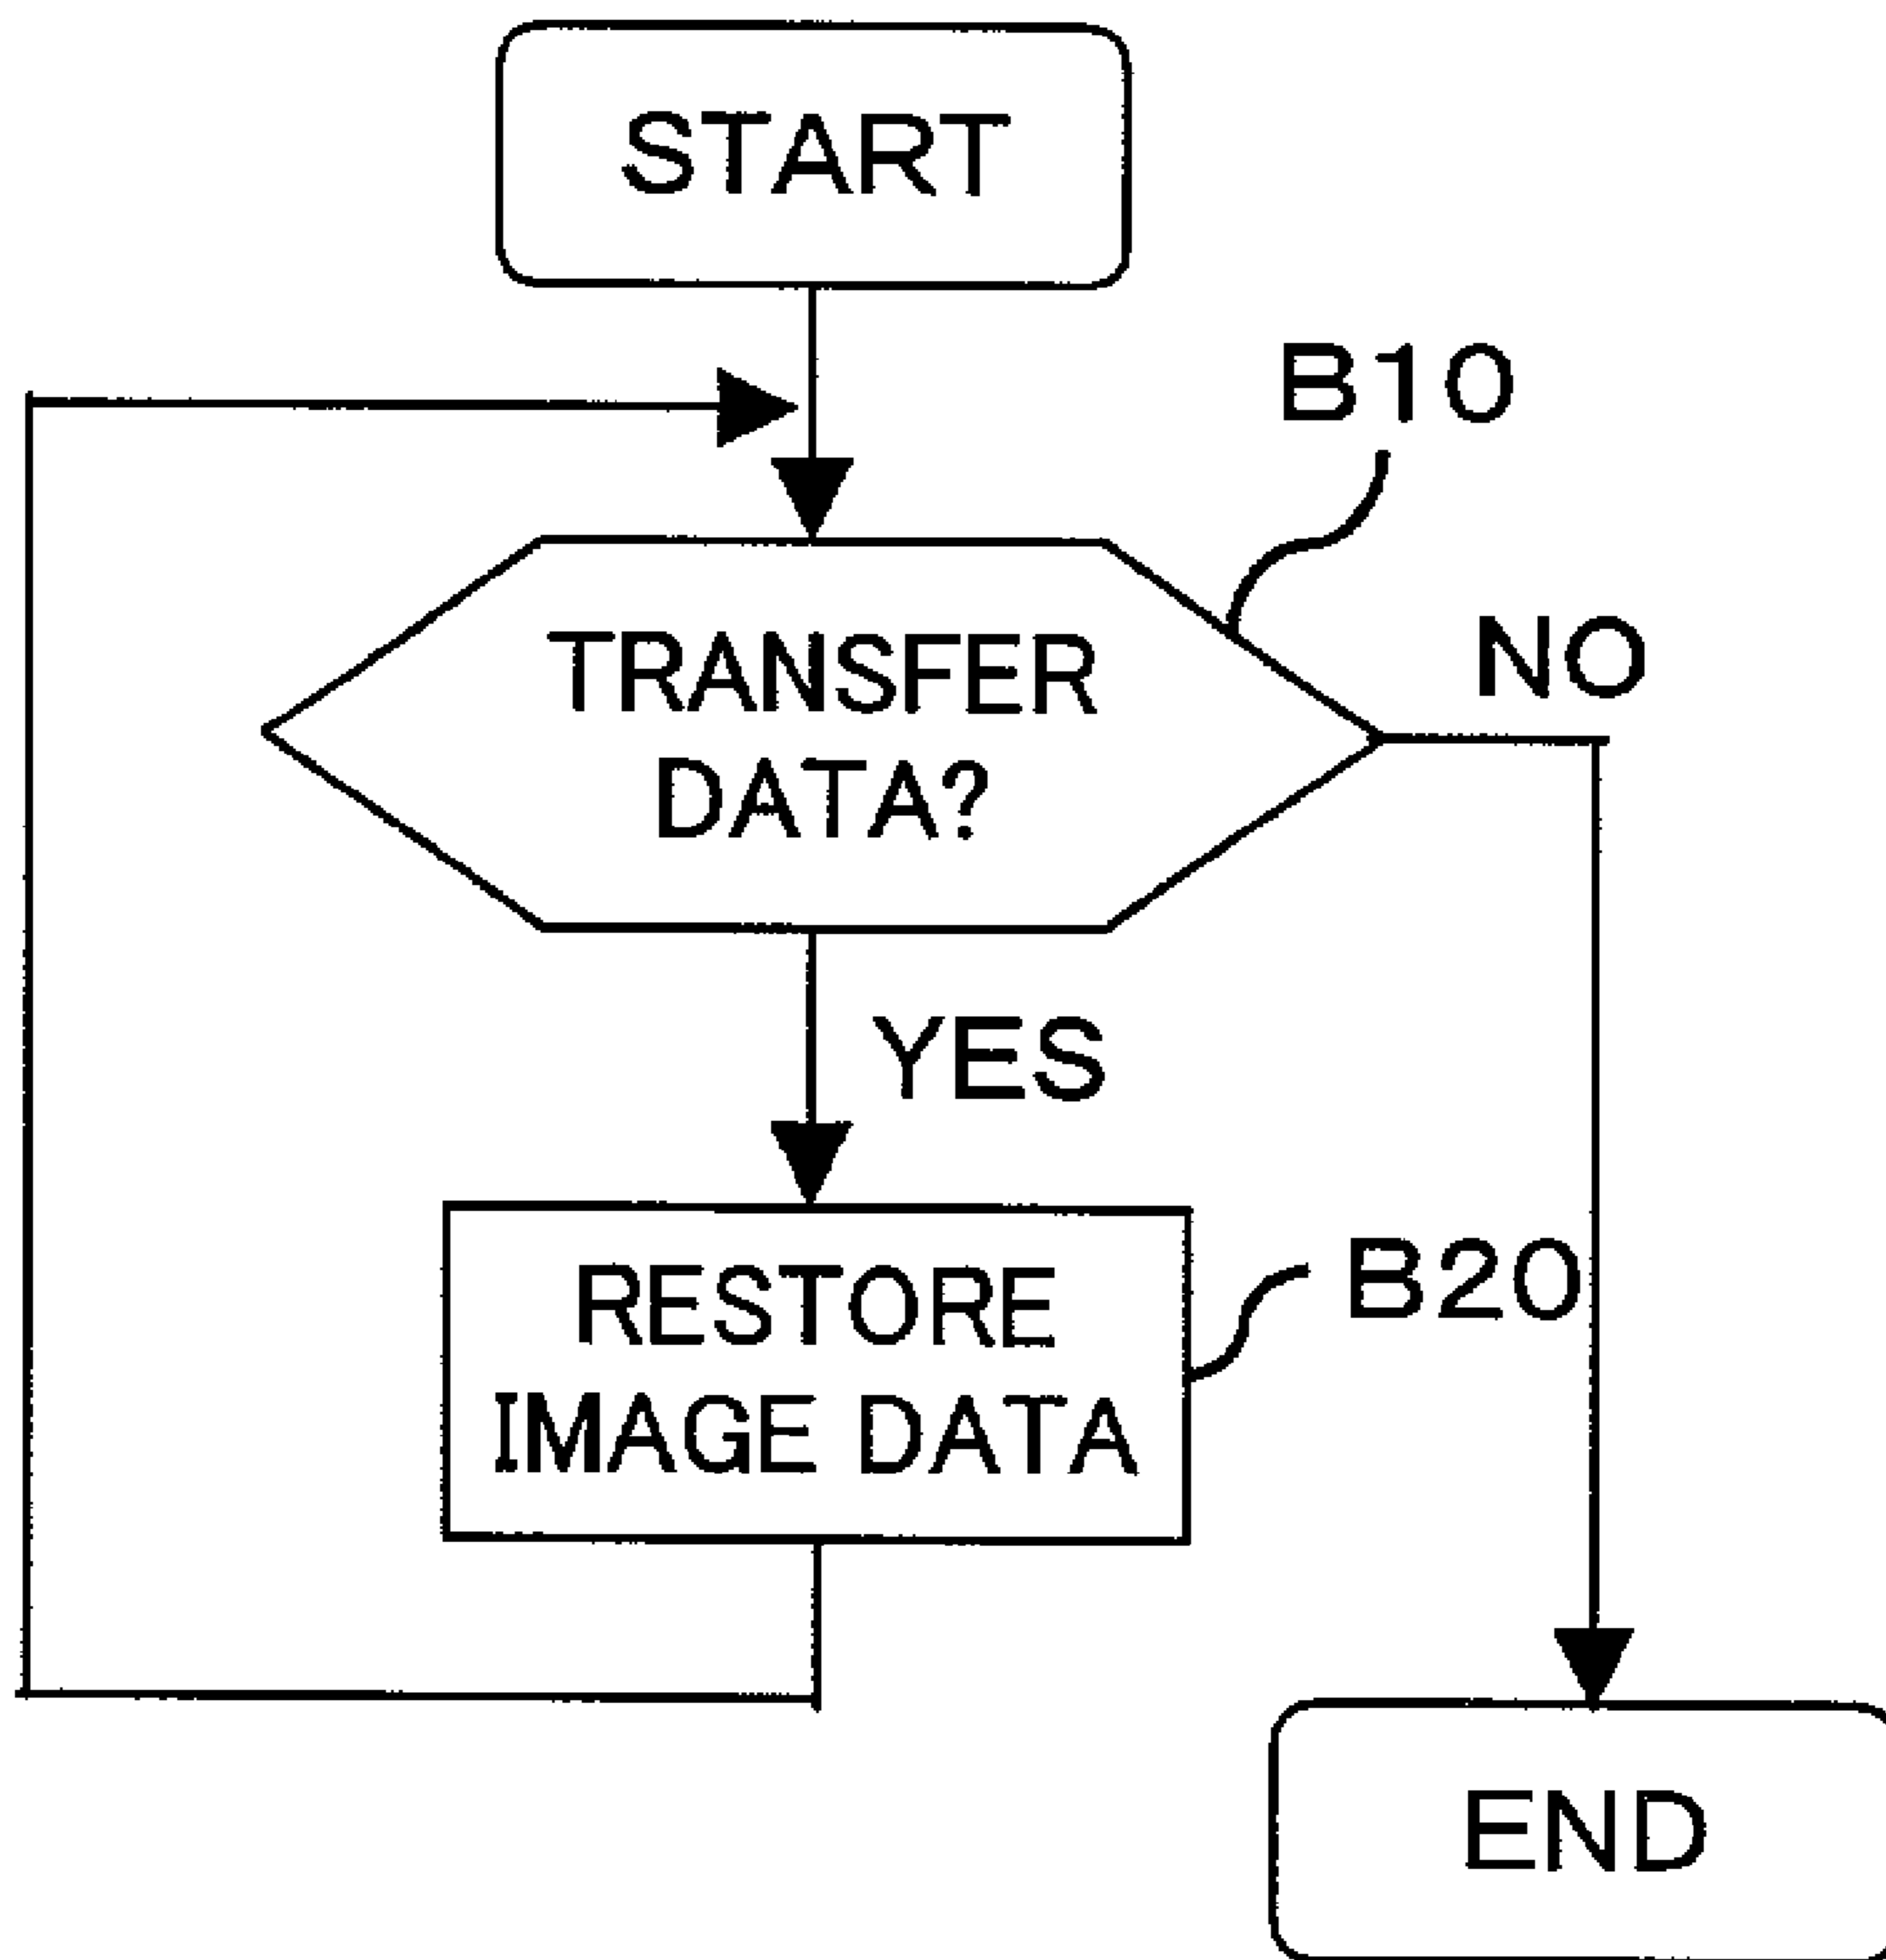 START
B10
TRANSFER
DATA?
NO
YES
RESTORE
IMAGE DATA
B20
END